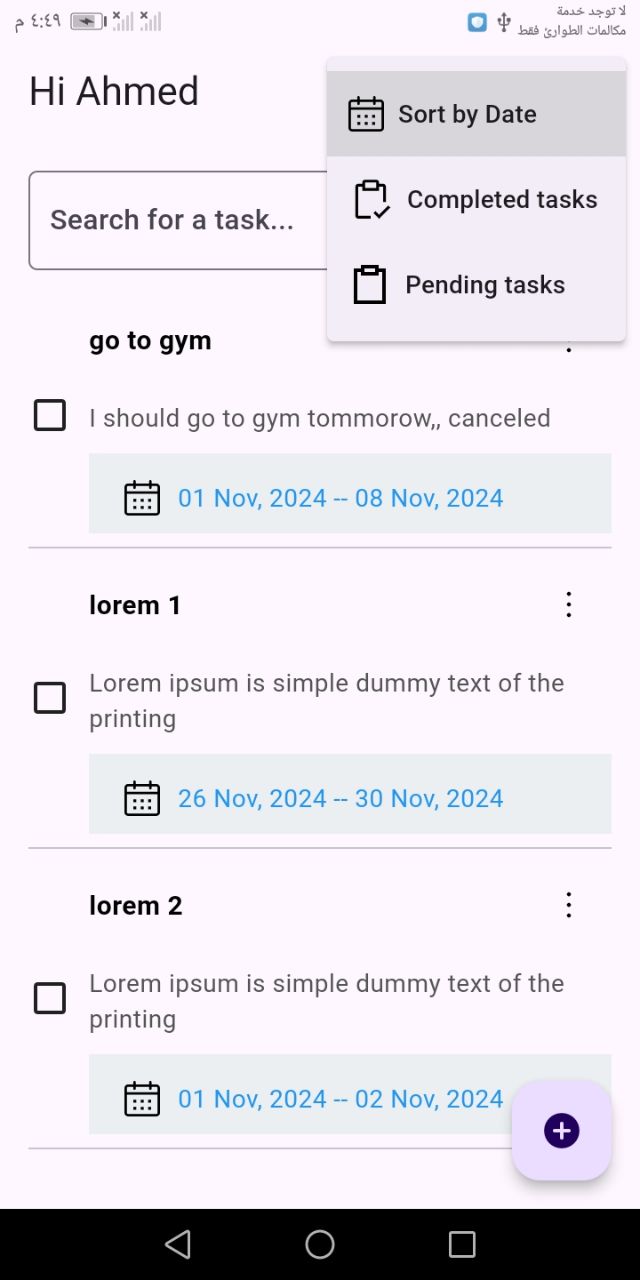 م ٤:٤٩
لا توجد خدمة
مكالمات الطوارئ فقط
Hi Ahmed
Sort by Date
Completed tasks
Pending tasks
Search for a task...
go to gym
I should go to gym tommorow,, canceled
01 Nov, 2024 -- 08 Nov, 2024
lorem 1
Lorem ipsum is simple dummy text of the
printing
26 Nov, 2024 -- 30 Nov, 2024
lorem 2
Lorem ipsum is simple dummy text of the
printing
01 Nov, 2024 -- 02 Nov, 2024